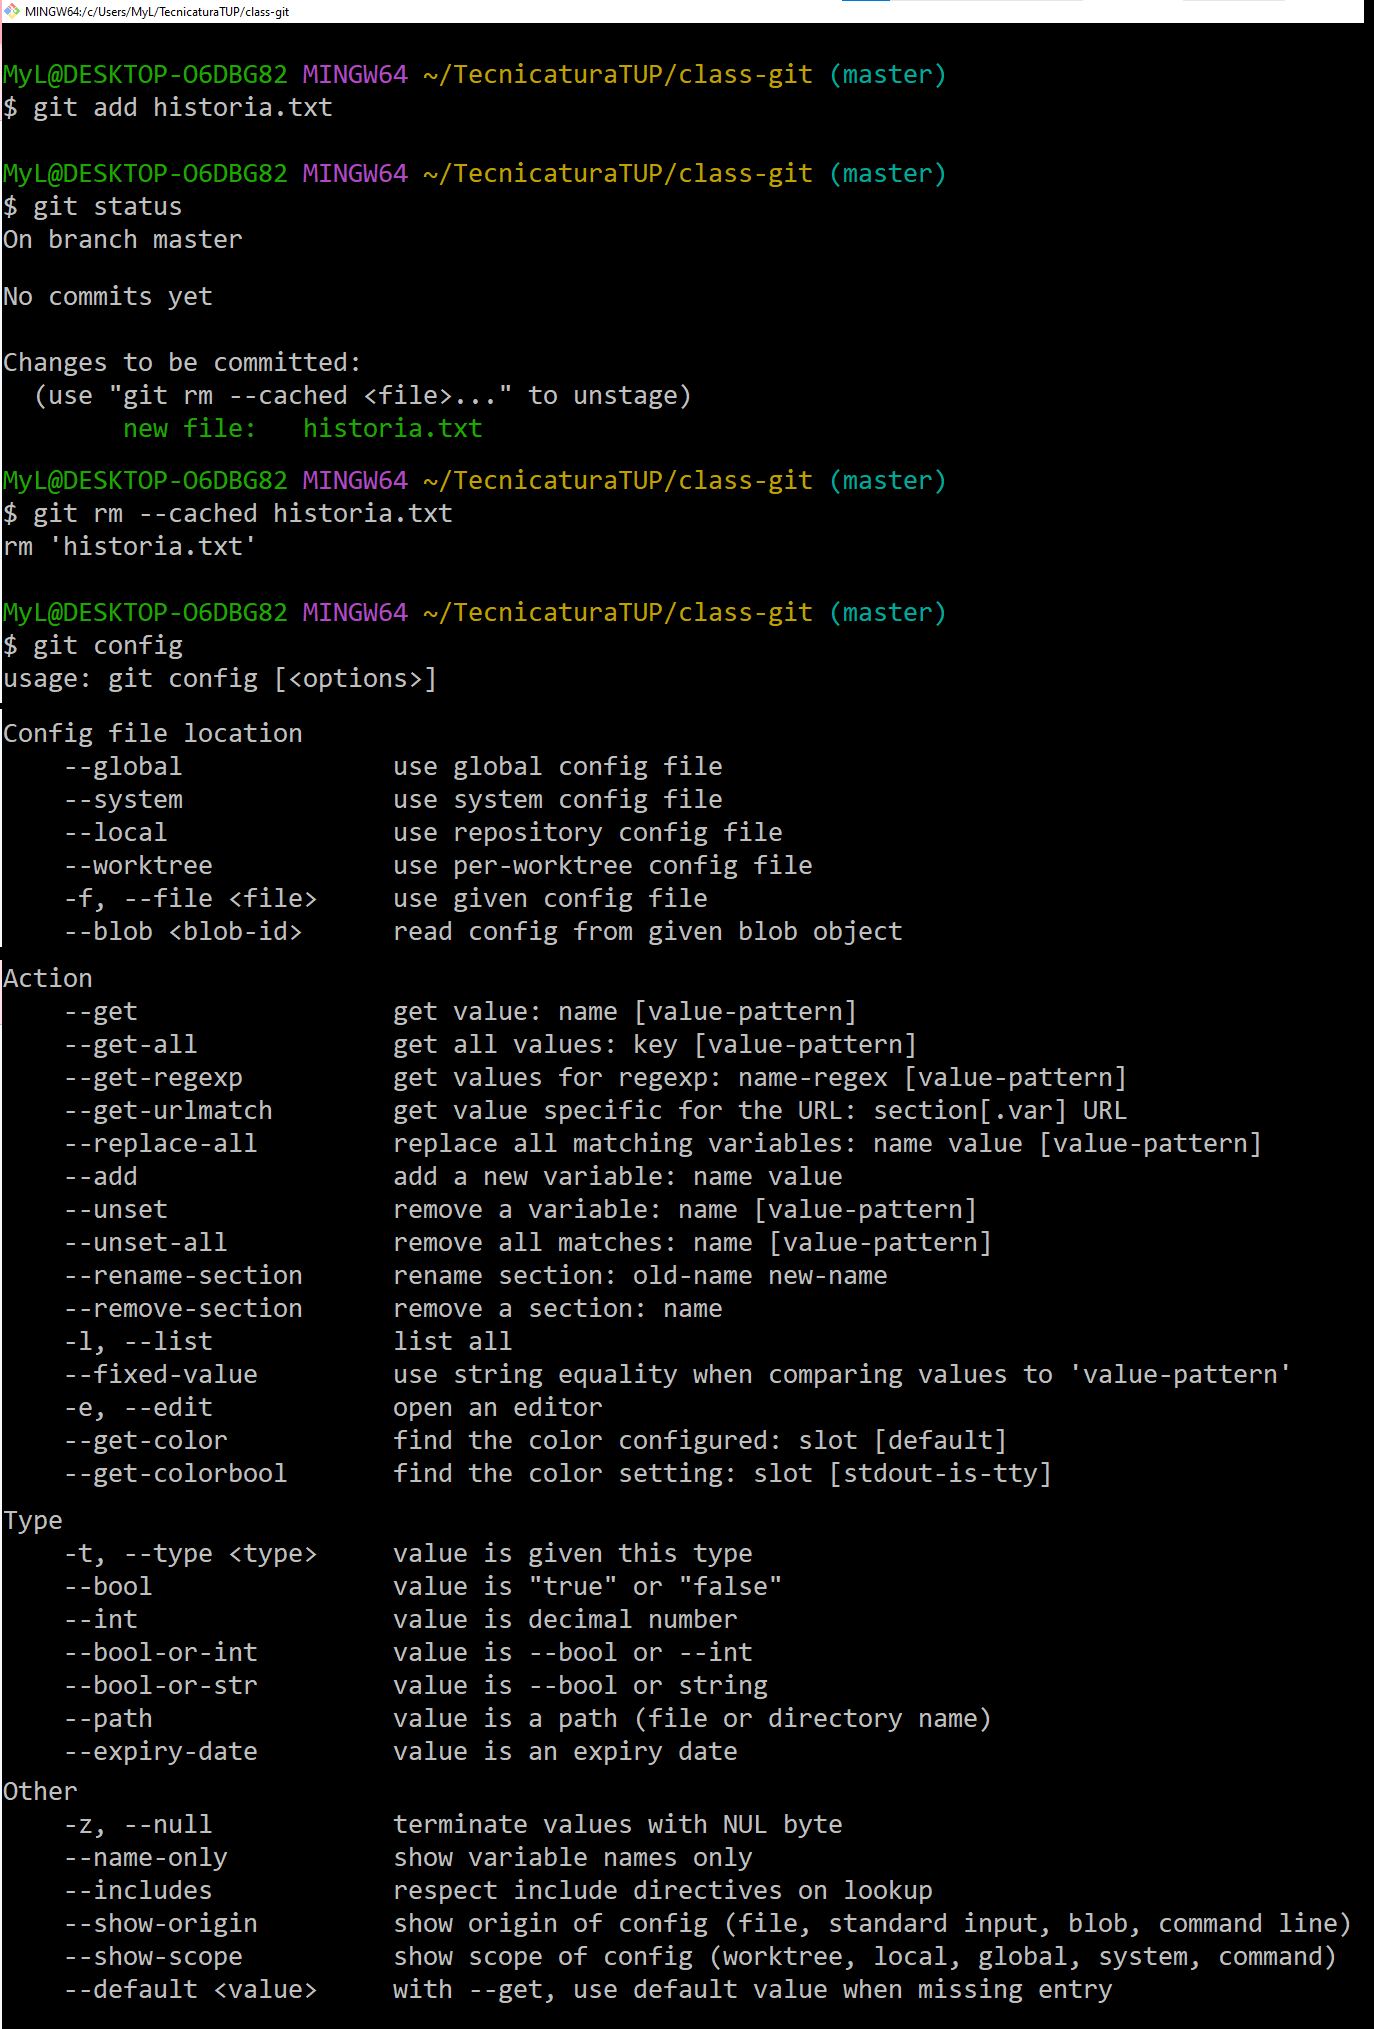 MINGW64:/c/Users/MyL/TecnicaturaTUP/class-git
MyL@DESKTOP-O6DBG82 MINGW64 ~/TecnicaturaTUP/class-git (master)
$ git add historia.txt
MyL@DESKTOP-O6DBG82 MINGW64 ~/TecnicaturaTUP/class-git (master)
$ git status
On branch master
No commits yet
Changes to be committed:
  (use "git rm --cached <file>..." to unstage)
        new file:   historia.txt
MyL@DESKTOP-O6DBG82 MINGW64 ~/TecnicaturaTUP/class-git (master)
$ git rm --cached historia.txt
rm 'historia.txt'
MyL@DESKTOP-O6DBG82 MINGW64 ~/TecnicaturaTUP/class-git (master)
$ git config
usage: git config [<options>]
Config file location
    --global              use global config file
    --system              use system config file
    --local               use repository config file
    --worktree            use per-worktree config file
    -f, --file <file>     use given config file
    --blob <blob-id>      read config from given blob object
Action
    --get                 get value: name [value-pattern]
    --get-all             get all values: key [value-pattern]
    --get-regexp          get values for regexp: name-regex [value-pattern]
    --get-urlmatch        get value specific for the URL: section[.var] URL
    --replace-all         replace all matching variables: name value [value-pattern]
    --add                 add a new variable: name value
    --unset               remove a variable: name [value-pattern]
    --unset-all           remove all matches: name [value-pattern]
    --rename-section      rename section: old-name new-name
    --remove-section      remove a section: name
    -l, --list            list all
    --fixed-value         use string equality when comparing values to 'value-pattern'
    -e, --edit            open an editor
    --get-color           find the color configured: slot [default]
    --get-colorbool       find the color setting: slot [stdout-is-tty]
Type
    -t, --type <type>     value is given this type
    --bool                value is "true" or "false"
    --int                 value is decimal number
    --bool-or-int         value is --bool or --int
    --bool-or-str         value is --bool or string
    --path                value is a path (file or directory name)
    --expiry-date         value is an expiry date
Other
    -z, --null            terminate values with NUL byte
    --name-only           show variable names only
    --includes            respect include directives on lookup
    --show-origin         show origin of config (file, standard input, blob, command line)
    --show-scope          show scope of config (worktree, local, global, system, command)
    --default <value>     with --get, use default value when missing entry